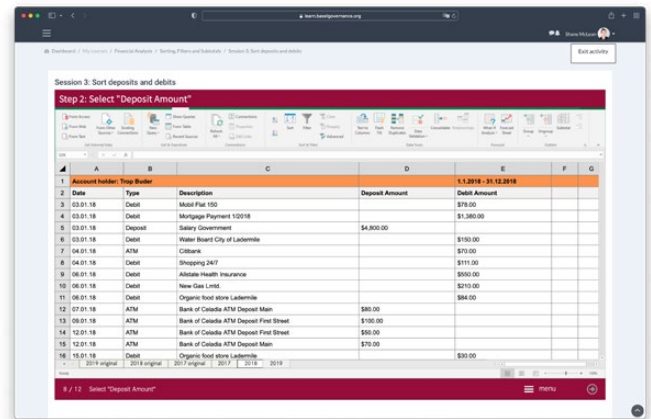 learn.baselgovernance.org
Shane McLean
Dashboard / My courses / Financial Analysis / Sorting, Filters and Subtotals / Session 3: Sort deposits and debits
Exit activity
Session 3: Sort deposits and debits
Step 2: Select "Deposit Amount"
A B C D E F G
1 Account holder: Trop Buder 1.1.2018 - 31.12.2018
2 Date Type Description Deposit Amount Debit Amount
3 03.01.18 Debit Mobil Flat 150 $78.00
4 03.01.18 Debit Mortgage Payment 1/2018 $1,380.00
5 03.01.18 Deposit Salary Government $4,800.00
6 03.01.18 Debit Water Board City of Ladermile $150.00
7 04.01.18 ATM Citibank $70.00
8 04.01.18 Debit Shopping 24/7 $111.00
9 06.01.18 Debit Allstate Health Insurance $550.00
10 06.01.18 Debit New Gas Lmtd. $210.00
11 06.01.18 Debit Organic food store Ladermile $84.00
12 07.01.18 ATM Bank of Celadia ATM Deposit Main $80.00
13 09.01.18 ATM Bank of Celadia ATM Deposit First Street $100.00
14 12.01.18 ATM Bank of Celadia ATM Deposit First Street $50.00
15 12.01.18 ATM Bank of Celadia ATM Deposit Main $70.00
16 15.01.18 Debit Organic food store Ladermile $30.00
2019 original 2018 original 2017 original 2017 2018 2019
8 / 12 Select "Deposit Amount" menu